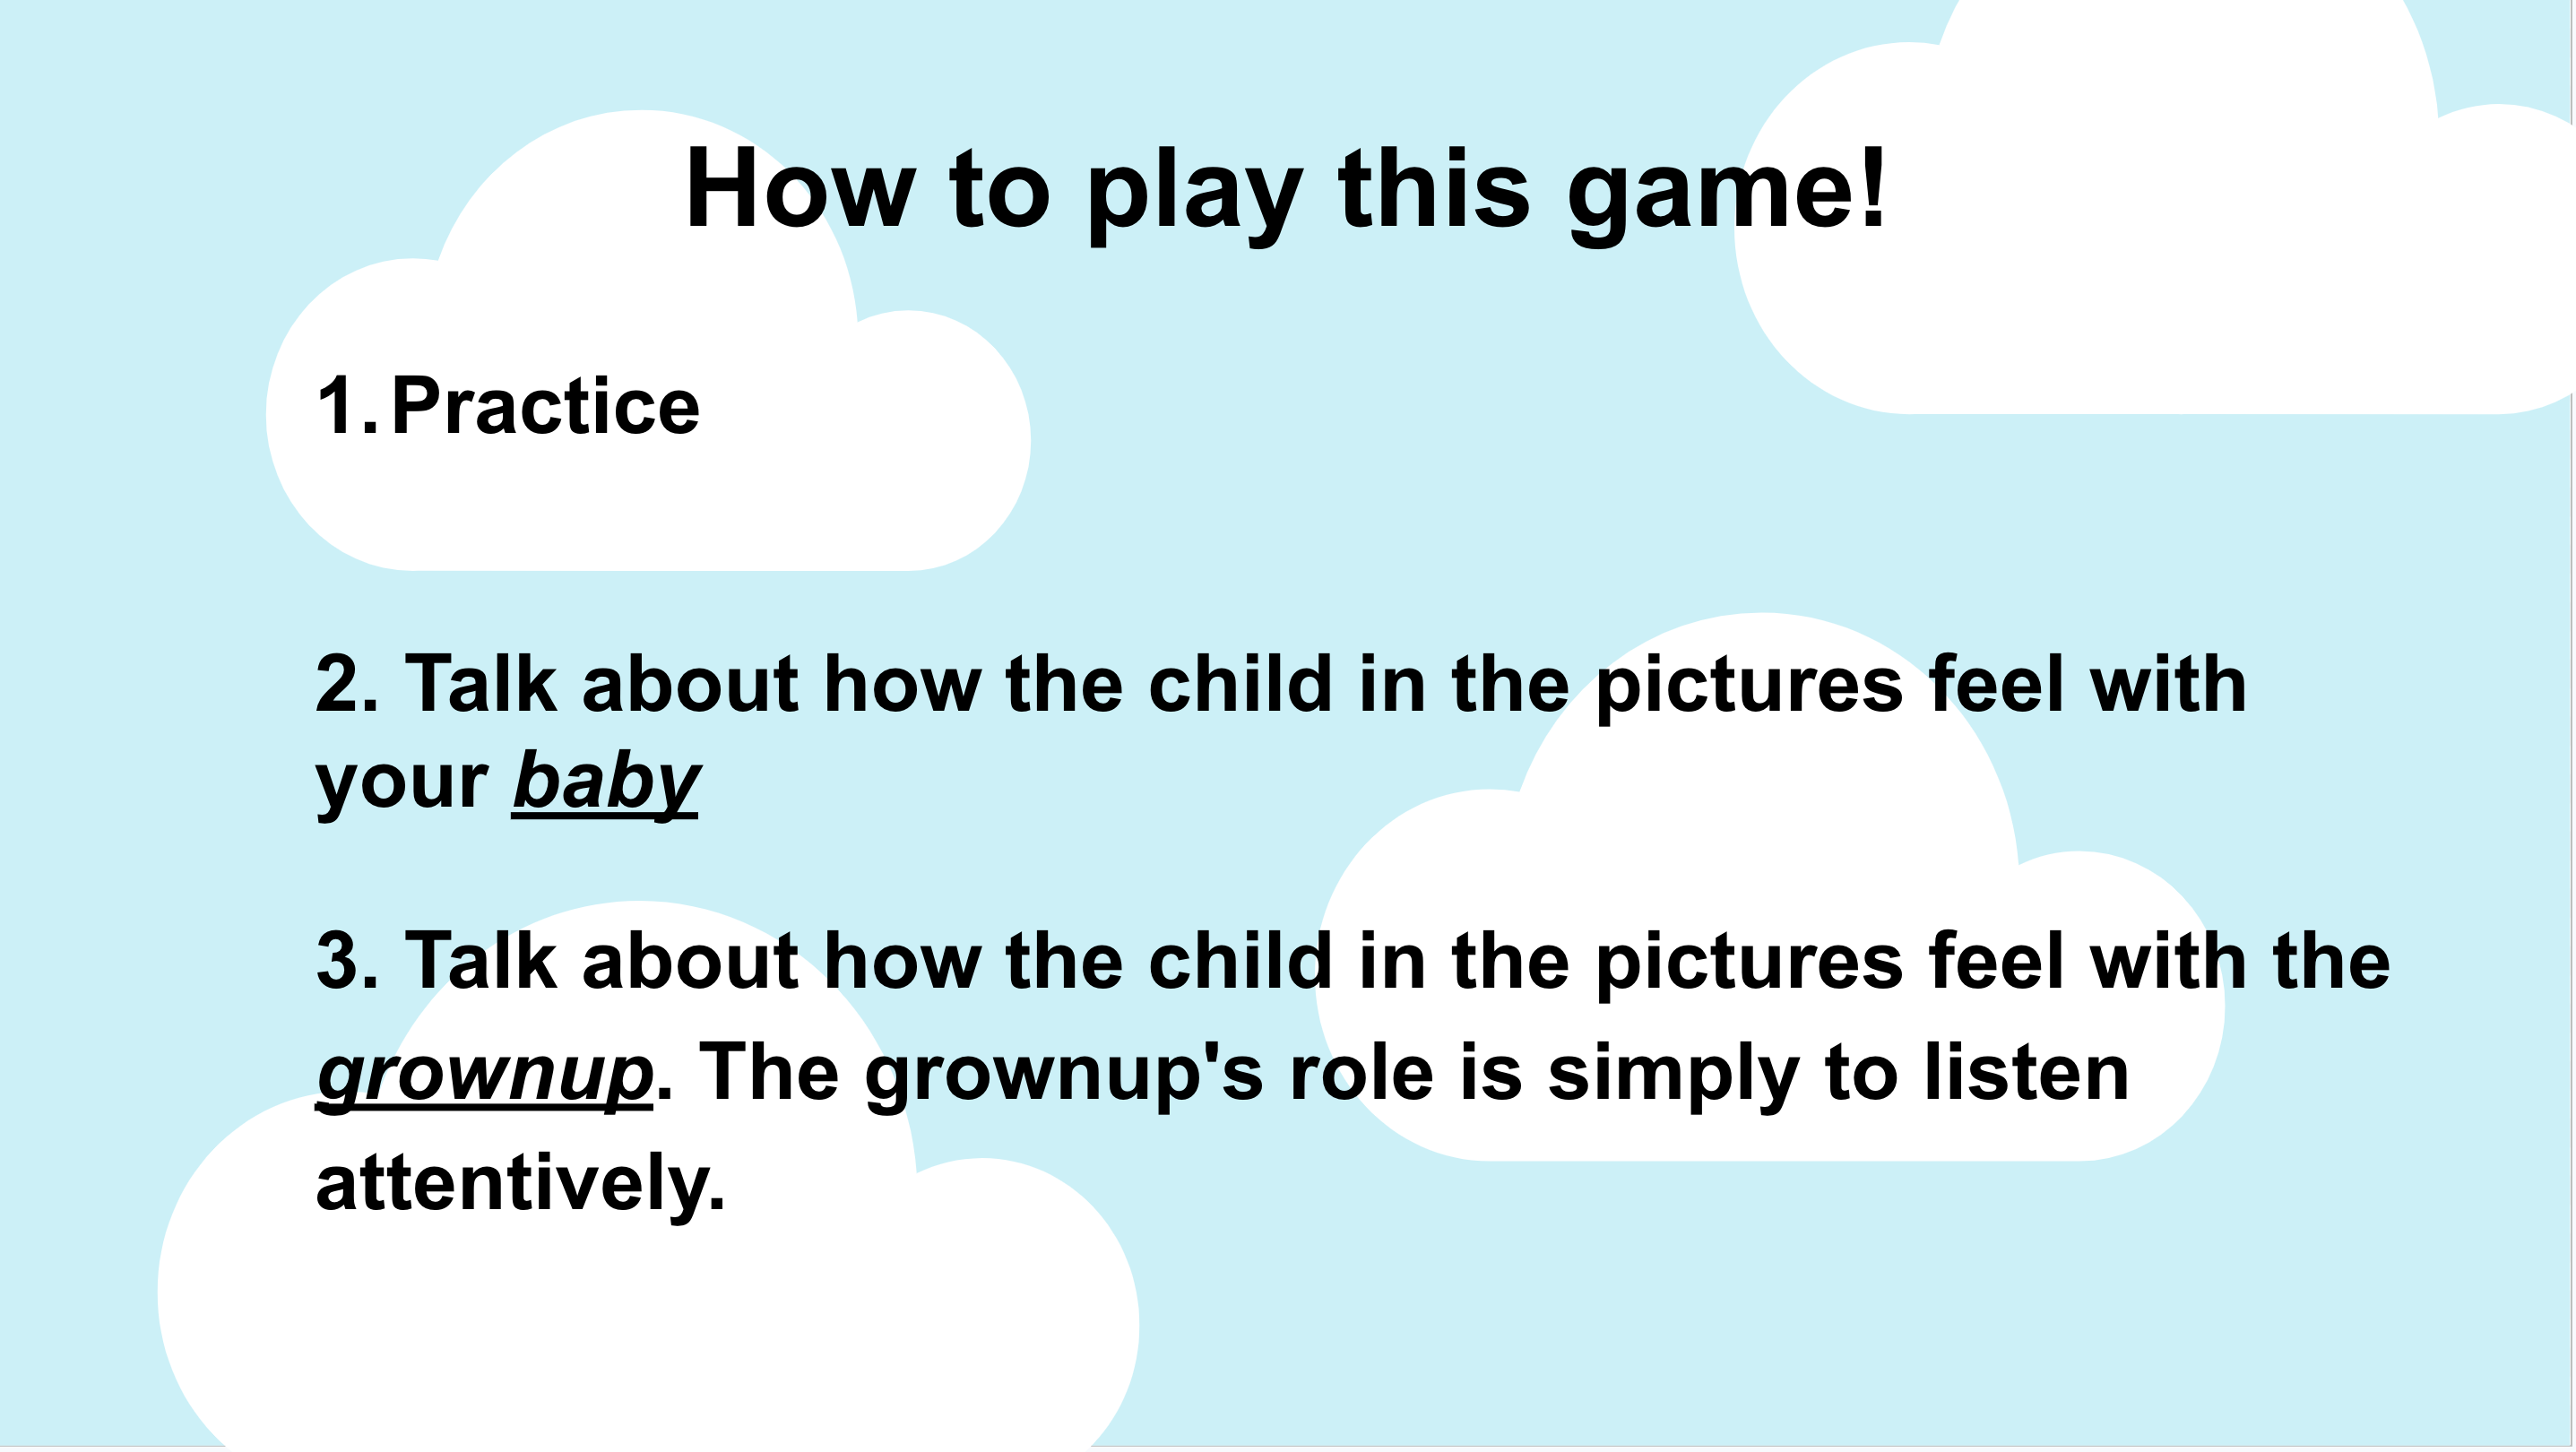 How to play this game!
1. Practice
2. Talk about how the child in the pictures feel with
your baby
3. Talk about how the child in the pictures feel with the
grownup. The grownup's role is simply to listen
attentively.